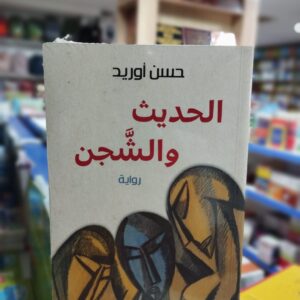 حسن أوريد
الحديث
والشَّجن
رواية